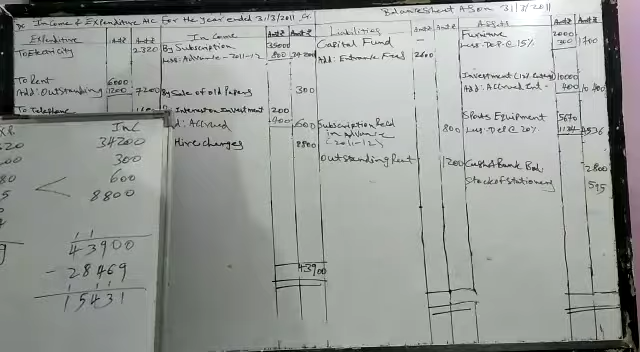 Dr Income & Expenditure A/C For the year ended 31/3/2011 Cr
Balance Sheet As on 31/3/2011
Expenditure Amt₹ Amt₹ Income Amt₹ Amt₹ Liabilities Amt₹ Amt₹ Assets Amt₹ Amt₹
To Electricity 2320 By Subscription 35000 Capital Fund Furniture 2000
Less: Advance - 2011-12 800 34200 Add: Entrance Fees 2600 Less: DEP @ 15% 300 1700
To Rent 6000 Investment 10000
Add: Outstanding 1200 7200 By Sale of old Papers 300 Add: Accrued Int. 400 10400
To Telephone By Interest on Investment 200 Sports Equipment 5670
Add: Accrued 400 600 Subscription Recd in Advance (2011-12) 800 Less: Dep @ 20% 1134 4536
Hire charges 8800
Outstanding Rent 1200 Cash & Bank Bal. 2800
Stock of stationery 595
43900
INC
34200
300
600
8800
43900
- 28469
15431